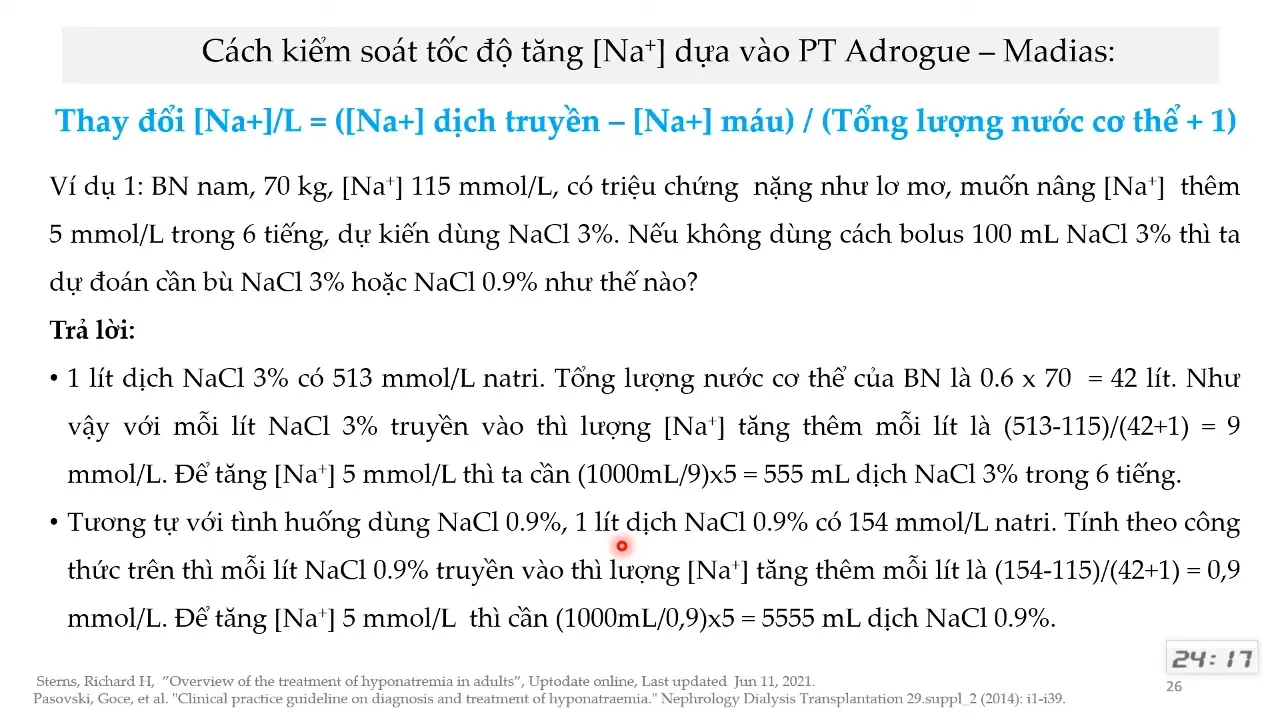 Cách kiểm soát tốc độ tăng [Na⁺] dựa vào PT Adrogue – Madias:
Thay đổi [Na+]/L = ([Na+] dịch truyền – [Na+] máu) / (Tổng lượng nước cơ thể + 1)
Ví dụ 1: BN nam, 70 kg, [Na⁺] 115 mmol/L, có triệu chứng nặng như lơ mơ, muốn nâng [Na⁺] thêm
5 mmol/L trong 6 tiếng, dự kiến dùng NaCl 3%. Nếu không dùng cách bolus 100 mL NaCl 3% thì ta
dự đoán cần bù NaCl 3% hoặc NaCl 0.9% như thế nào?
Trả lời:
• 1 lít dịch NaCl 3% có 513 mmol/L natri. Tổng lượng nước cơ thể của BN là 0.6 x 70 = 42 lít. Như
vậy với mỗi lít NaCl 3% truyền vào thì lượng [Na⁺] tăng thêm mỗi lít là (513-115)/(42+1) = 9
mmol/L. Để tăng [Na⁺] 5 mmol/L thì ta cần (1000mL/9)x5 = 555 mL dịch NaCl 3% trong 6 tiếng.
• Tương tự với tình huống dùng NaCl 0.9%, 1 lít dịch NaCl 0.9% có 154 mmol/L natri. Tính theo công
thức trên thì mỗi lít NaCl 0.9% truyền vào thì lượng [Na⁺] tăng thêm mỗi lít là (154-115)/(42+1) = 0,9
mmol/L. Để tăng [Na⁺] 5 mmol/L thì cần (1000mL/0,9)x5 = 5555 mL dịch NaCl 0.9%.
24:17
Sterns, Richard H, ”Overview of the treatment of hyponatremia in adults”, Uptodate online, Last updated Jun 11, 2021.
26
Pasovski, Goce, et al. "Clinical practice guideline on diagnosis and treatment of hyponatraemia." Nephrology Dialysis Transplantation 29.suppl_2 (2014): i1-i39.